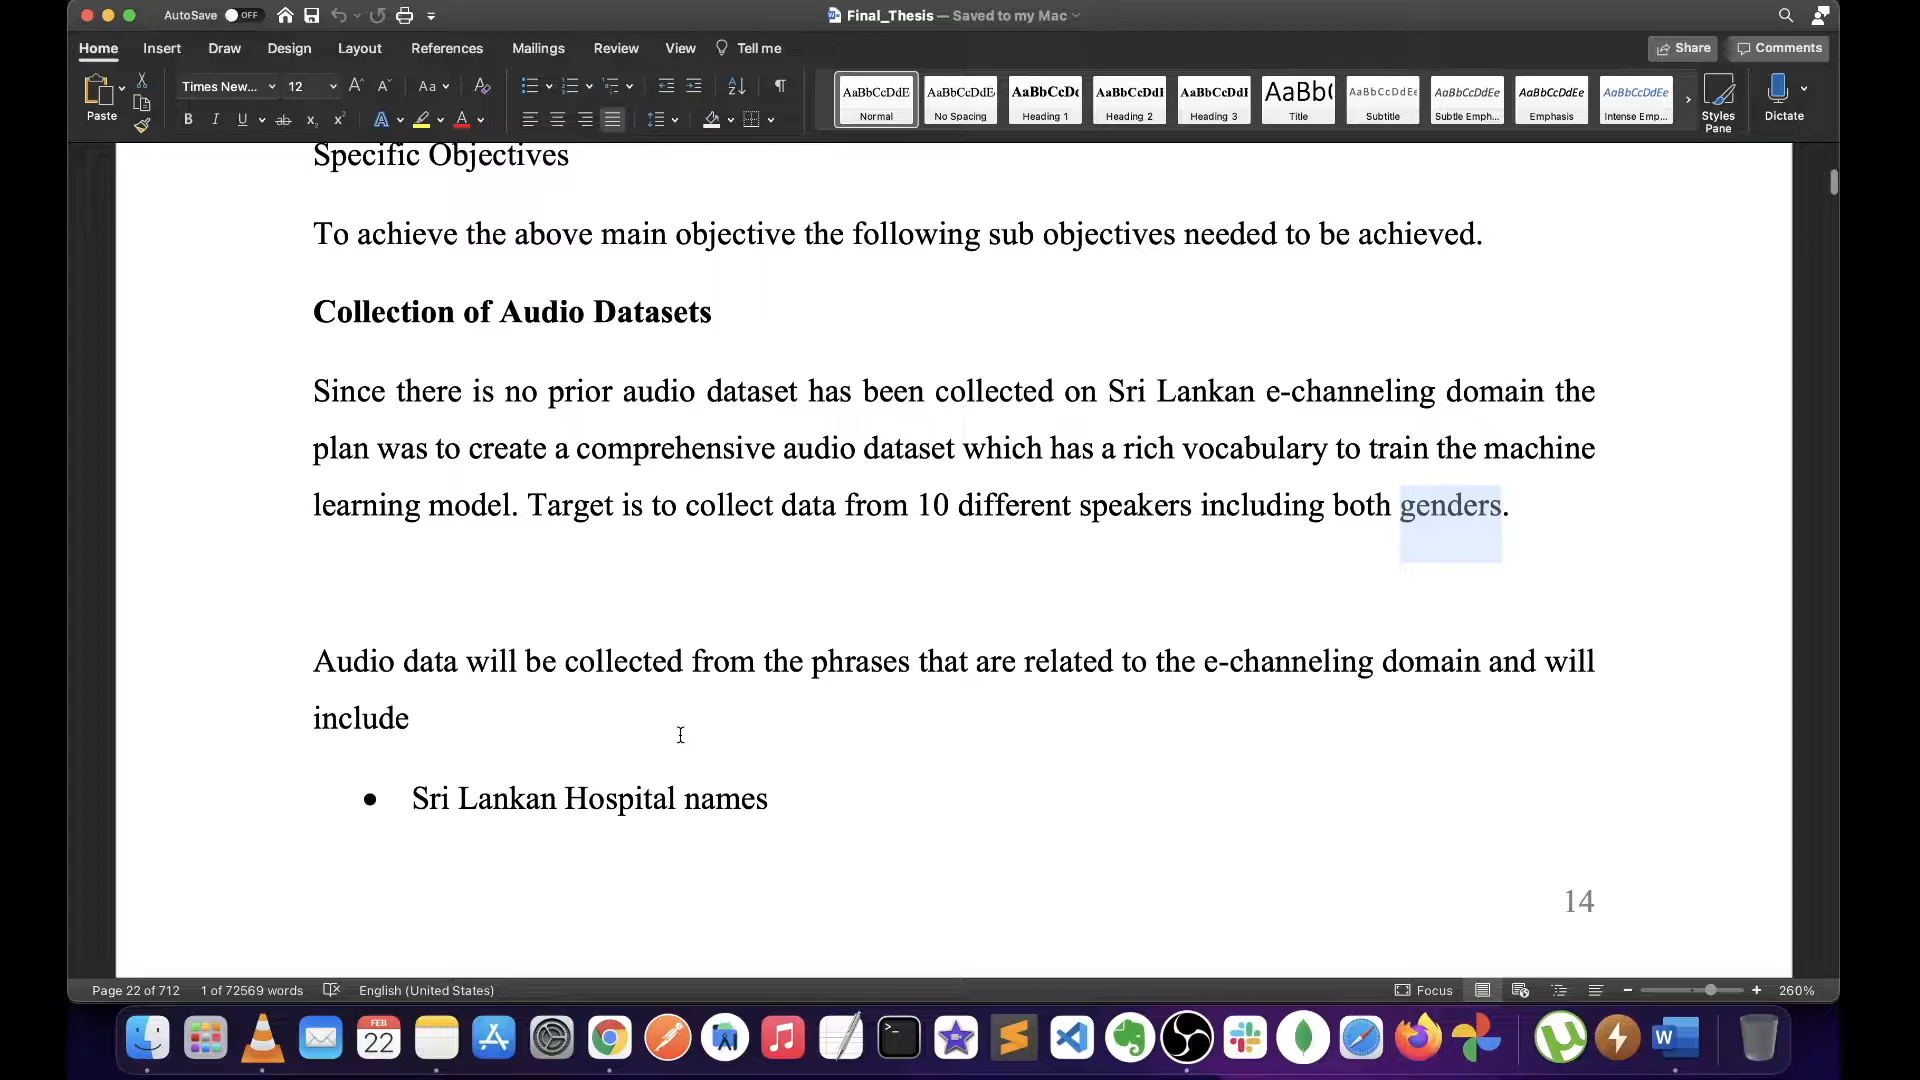 AutoSave OFF
Final_Thesis — Saved to my Mac
Home Insert Draw Design Layout References Mailings Review View Tell me Share Comments
Paste
Times New... 12 Aa
AaBbCcDdE AaBbCcDdE AaBbCcDc AaBbCcDdI AaBbCcDdI AaBb( AaBbCcDdEe AaBbCcDdEe AaBbCcDdEe AaBbCcDdEe
Normal No Spacing Heading 1 Heading 2 Heading 3 Title Subtitle Subtle Emph... Emphasis Intense Emp...
Styles Pane
Dictate
Specific Objectives
To achieve the above main objective the following sub objectives needed to be achieved.
Collection of Audio Datasets
Since there is no prior audio dataset has been collected on Sri Lankan e-channeling domain the
plan was to create a comprehensive audio dataset which has a rich vocabulary to train the machine
learning model. Target is to collect data from 10 different speakers including both genders.
Audio data will be collected from the phrases that are related to the e-channeling domain and will
include
• Sri Lankan Hospital names
14
Page 22 of 712 1 of 72569 words English (United States) Focus 260%
FEB
22